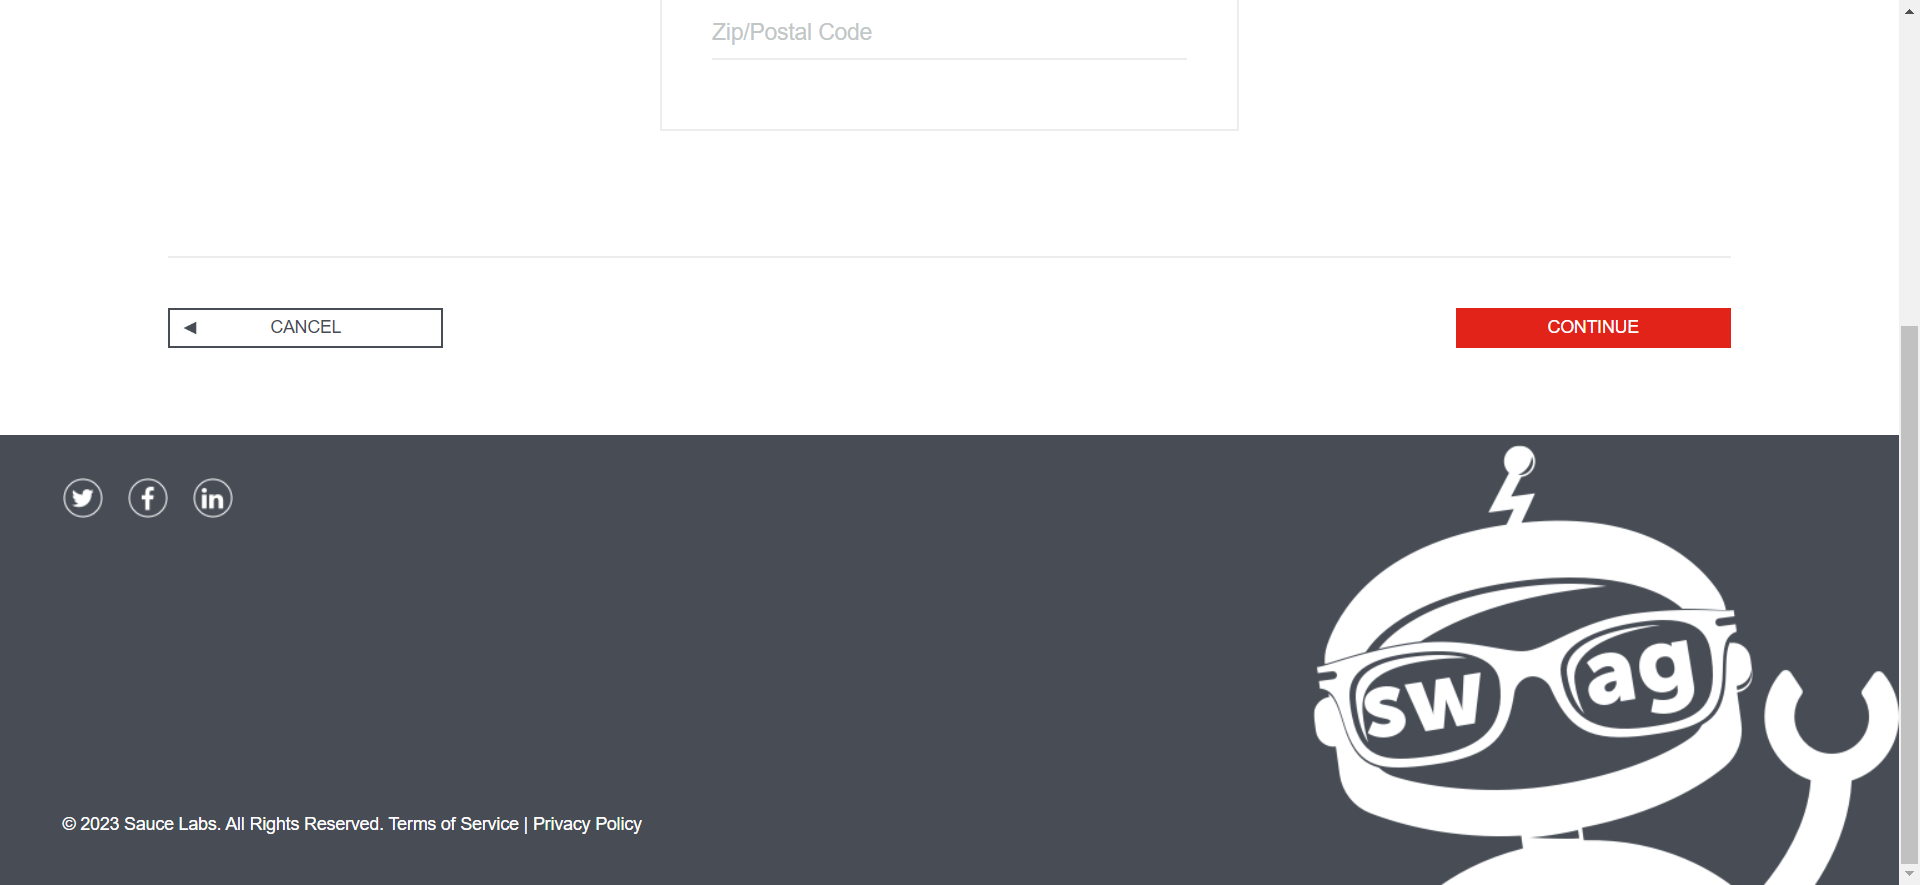 Zip/Postal Code
CANCEL
CONTINUE
sw ag
© 2023 Sauce Labs. All Rights Reserved. Terms of Service | Privacy Policy